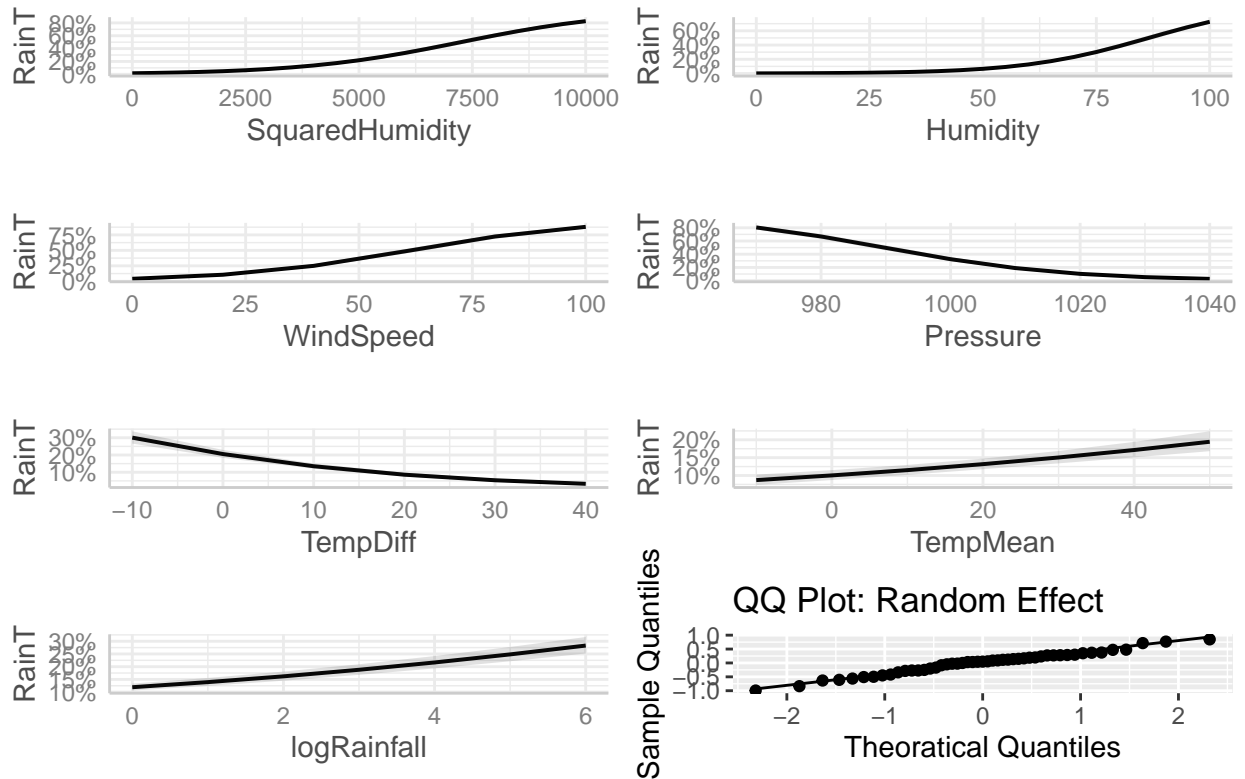 RainT
80%
60%
40%
20%
0%
0 2500 5000 7500 10000
SquaredHumidity
RainT
60%
40%
20%
0%
0 25 50 75 100
Humidity
RainT
75%
50%
25%
0%
0 25 50 75 100
WindSpeed
RainT
80%
60%
40%
20%
0%
980 1000 1020 1040
Pressure
RainT
30%
20%
10%
−10 0 10 20 30 40
TempDiff
RainT
20%
15%
10%
0 20 40
TempMean
RainT
30%
25%
20%
15%
10%
0 2 4 6
logRainfall
QQ Plot: Random Effect
Sample Quantiles
1.0
0.5
0.0
−0.5
−1.0
−2 −1 0 1 2
Theoratical Quantiles